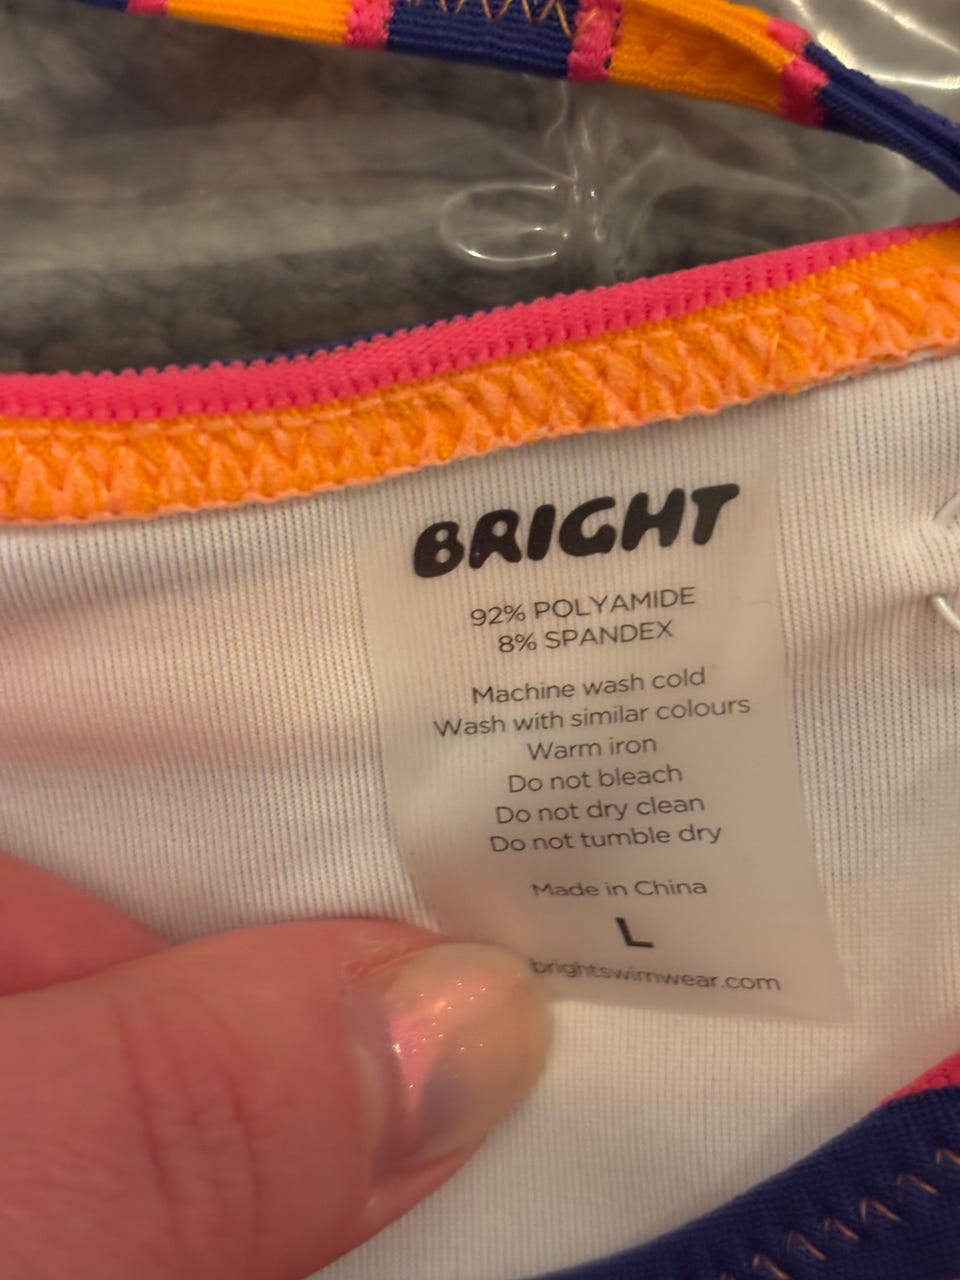 BRIGHT
92% POLYAMIDE
8% SPANDEX
Machine wash cold
Wash with similar colours
Warm iron
Do not bleach
Do not dry clean
Do not tumble dry
Made in China
L
brightswimwear.com